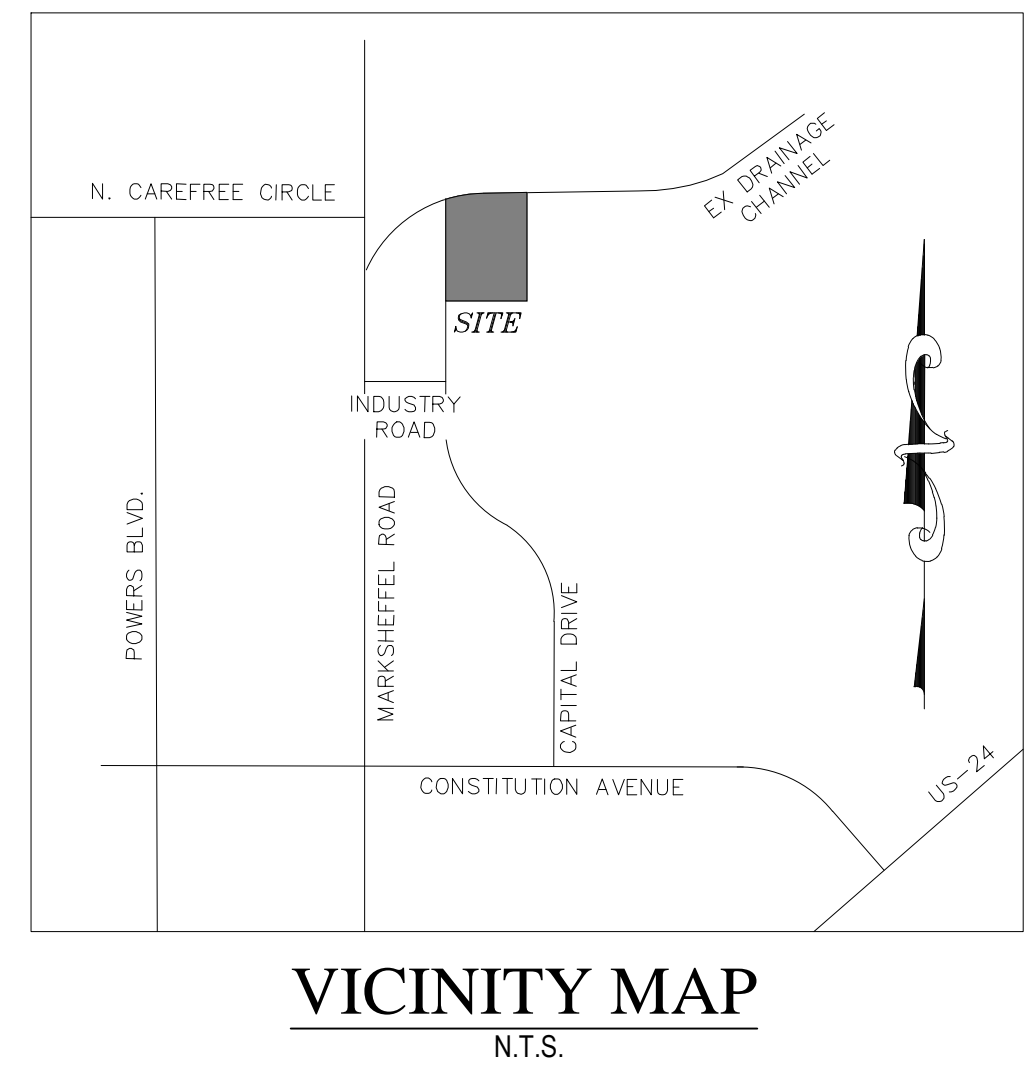 N. CAREFREE CIRCLE
EX DRAINAGE
CHANNEL
SITE
INDUSTRY
ROAD
POWERS BLVD.
MARKSHEFFEL ROAD
CAPITAL DRIVE
CONSTITUTION AVENUE
US-24
VICINITY MAP
N.T.S.